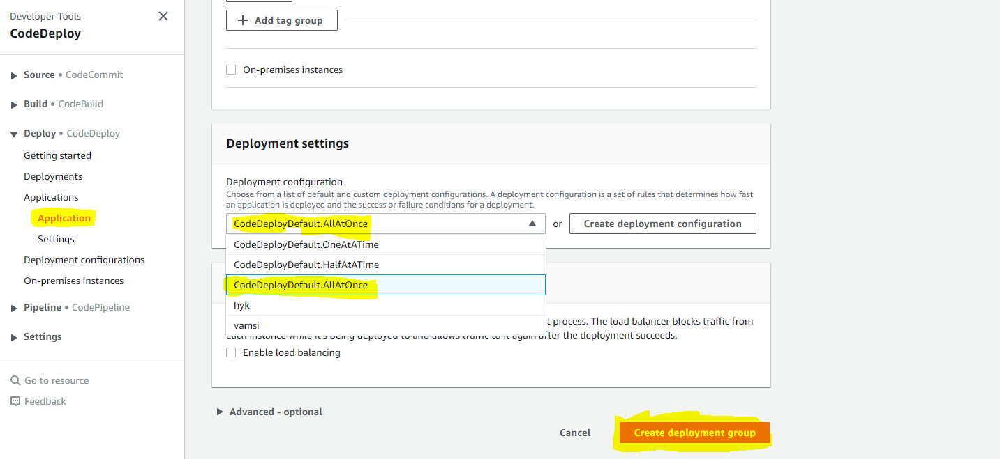 Developer Tools
CodeDeploy
Source • CodeCommit
Build • CodeBuild
Deploy • CodeDeploy
Getting started
Deployments
Applications
Application
Settings
Deployment configurations
On-premises instances
Pipeline • CodePipeline
Settings
Go to resource
Feedback
Add tag group
On-premises instances
Deployment settings
Deployment configuration
Choose from a list of default and custom deployment configurations. A deployment configuration is a set of rules that determines how fast
an application is deployed and the success or failure conditions for a deployment.
CodeDeployDefault.AllAtOnce
or
Create deployment configuration
CodeDeployDefault.OneAtATime
CodeDeployDefault.HalfAtATime
CodeDeployDefault.AllAtOnce
hyk
vamsi
process. The load balancer blocks traffic from
each instance while it's being deployed to and allows traffic to it again after the deployment succeeds.
Enable load balancing
Advanced - optional
Cancel
Create deployment group